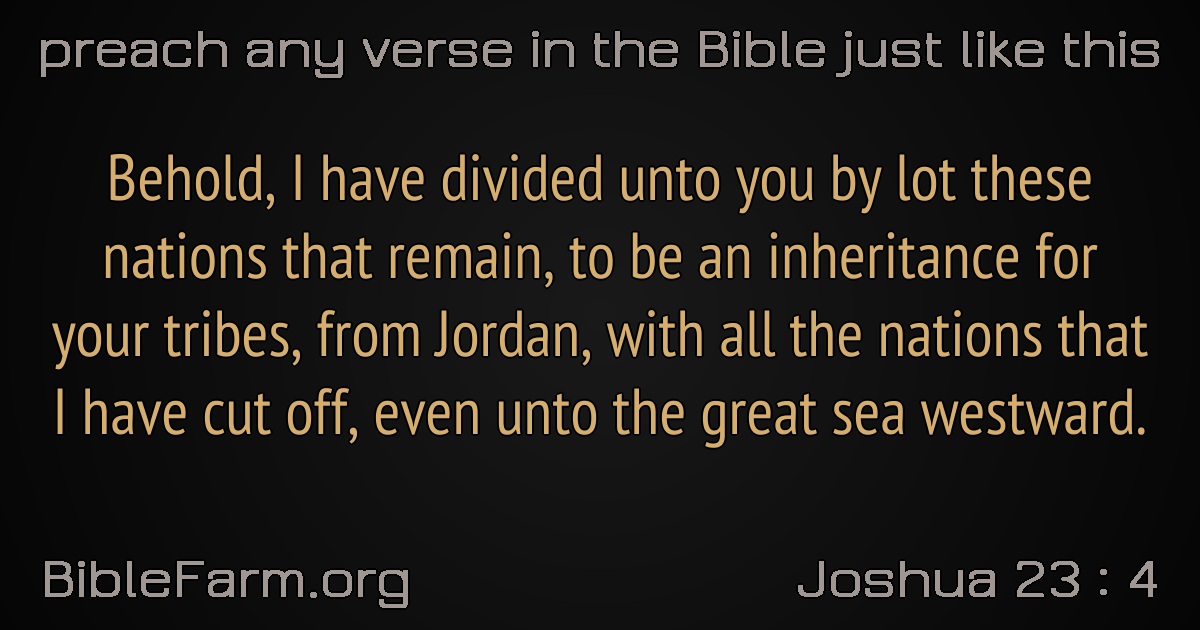 preach any verse in the Bible just like this
Behold, I have divided unto you by lot these
nations that remain, to be an inheritance for
your tribes, from Jordan, with all the nations that
I have cut off, even unto the great sea westward.
BibleFarm.org
Joshua 23 : 4